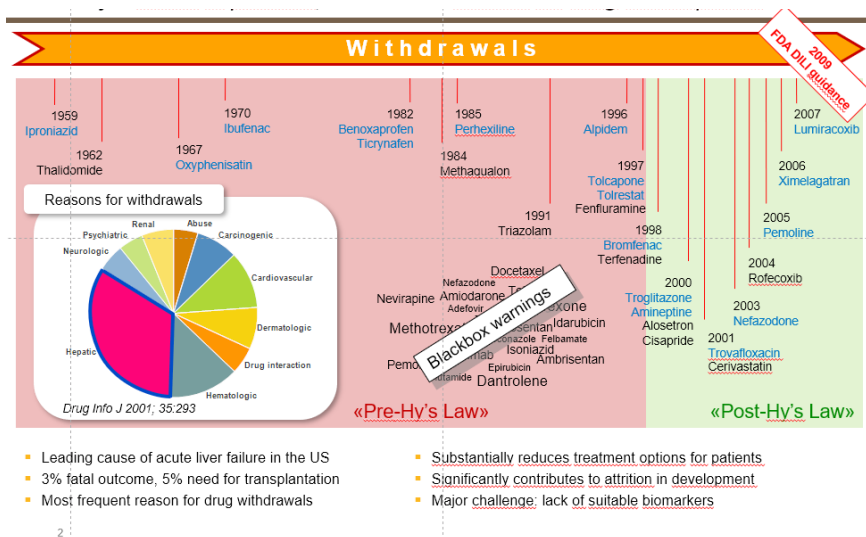 Withdrawals
2009
FDA DILI guidance
1959
Iproniazid
1962
Thalidomide
1967
Oxyphenisatin
1970
Ibufenac
1982
Benoxaprofen
Ticrynafen
1985
Perhexiline
1984
Methaqualon
1991
Triazolam
1996
Alpidem
1997
Tolcapone
Tolrestat
Fenfluramine
1998
Bromfenac
Terfenadine
2000
Troglitazone
Amineptine
Alosetron
Cisapride
2001
Trovafloxacin
Cerivastatin
2003
Nefazodone
2004
Rofecoxib
2005
Pemoline
2006
Ximelagatran
2007
Lumiracoxib
Reasons for withdrawals
Abuse
Carcinogenic
Cardiovascular
Dermatologic
Drug interaction
Hematologic
Hepatic
Neurologic
Psychiatric
Renal
Drug Info J 2001; 35:293
Docetaxel
Nefazodone
Nevirapine
Amiodarone
Adefovir
Idarubicin
Felbamate
Isoniazid
Ambrisentan
Epirubicin
Dantrolene
Blackbox warnings
«Pre-Hy's Law»
«Post-Hy's Law»
▪ Leading cause of acute liver failure in the US
▪ 3% fatal outcome, 5% need for transplantation
▪ Most frequent reason for drug withdrawals
▪ Substantially reduces treatment options for patients
▪ Significantly contributes to attrition in development
▪ Major challenge: lack of suitable biomarkers
2